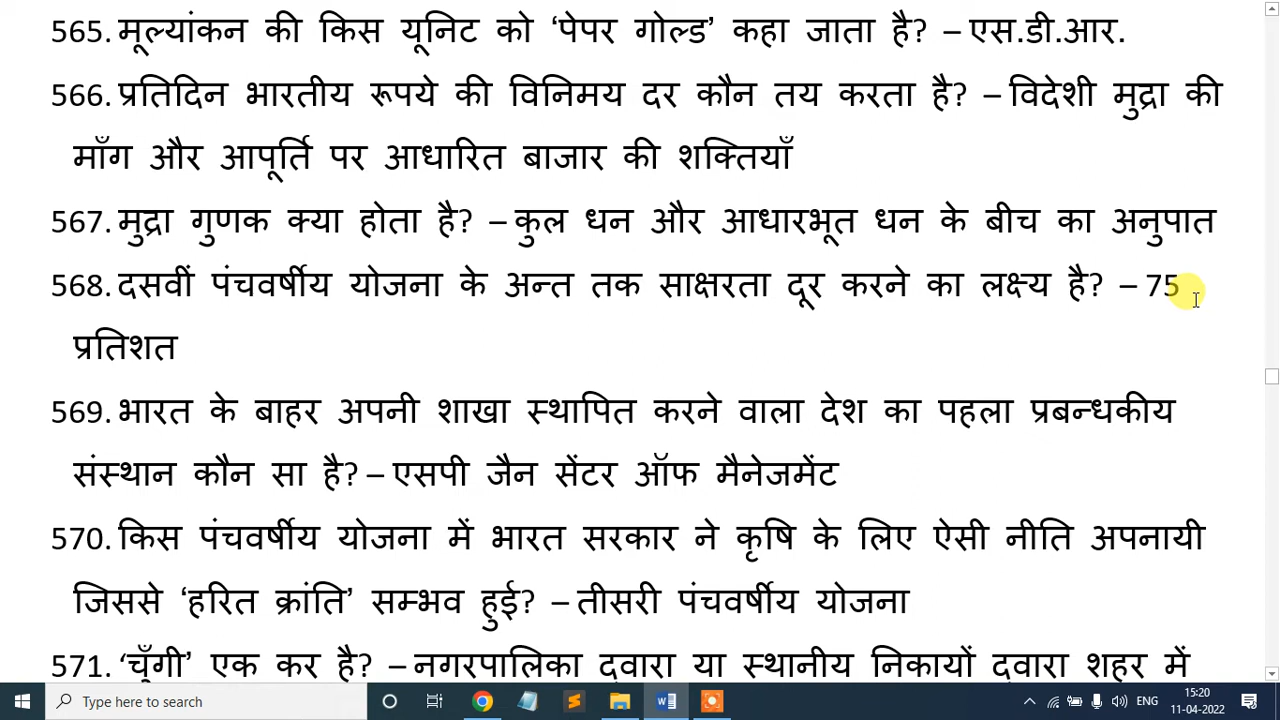 565. मूल्यांकन की किस यूनिट को ‘पेपर गोल्ड’ कहा जाता है? – एस.डी.आर.
566. प्रतिदिन भारतीय रूपये की विनिमय दर कौन तय करता है? – विदेशी मुद्रा की
माँग और आपूर्ति पर आधारित बाजार की शक्तियाँ
567. मुद्रा गुणक क्या होता है? – कुल धन और आधारभूत धन के बीच का अनुपात
568. दसवीं पंचवर्षीय योजना के अन्त तक साक्षरता दूर करने का लक्ष्य है? – 75
प्रतिशत
569. भारत के बाहर अपनी शाखा स्थापित करने वाला देश का पहला प्रबन्धकीय
संस्थान कौन सा है? – एसपी जैन सेंटर ऑफ मैनेजमेंट
570. किस पंचवर्षीय योजना में भारत सरकार ने कृषि के लिए ऐसी नीति अपनायी
जिससे ‘हरित क्रांति’ सम्भव हुई? – तीसरी पंचवर्षीय योजना
571. ‘चुँगी’ एक कर है? – नगरपालिका द्वारा या स्थानीय निकायों द्वारा शहर में
Type here to search
ENG
15:20
11-04-2022